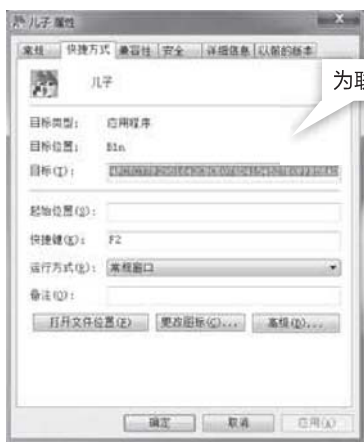 儿子 属性
常规 快捷方式 兼容性 安全 详细信息 以前的版本
儿子
为联
目标类型: 应用程序
目标位置: Bin
目标(T):
起始位置(S):
快捷键(K): F2
运行方式(R): 常规窗口
备注(O):
打开文件位置(F) 更改图标(C)... 高级(D)...
确定 取消 应用(A)